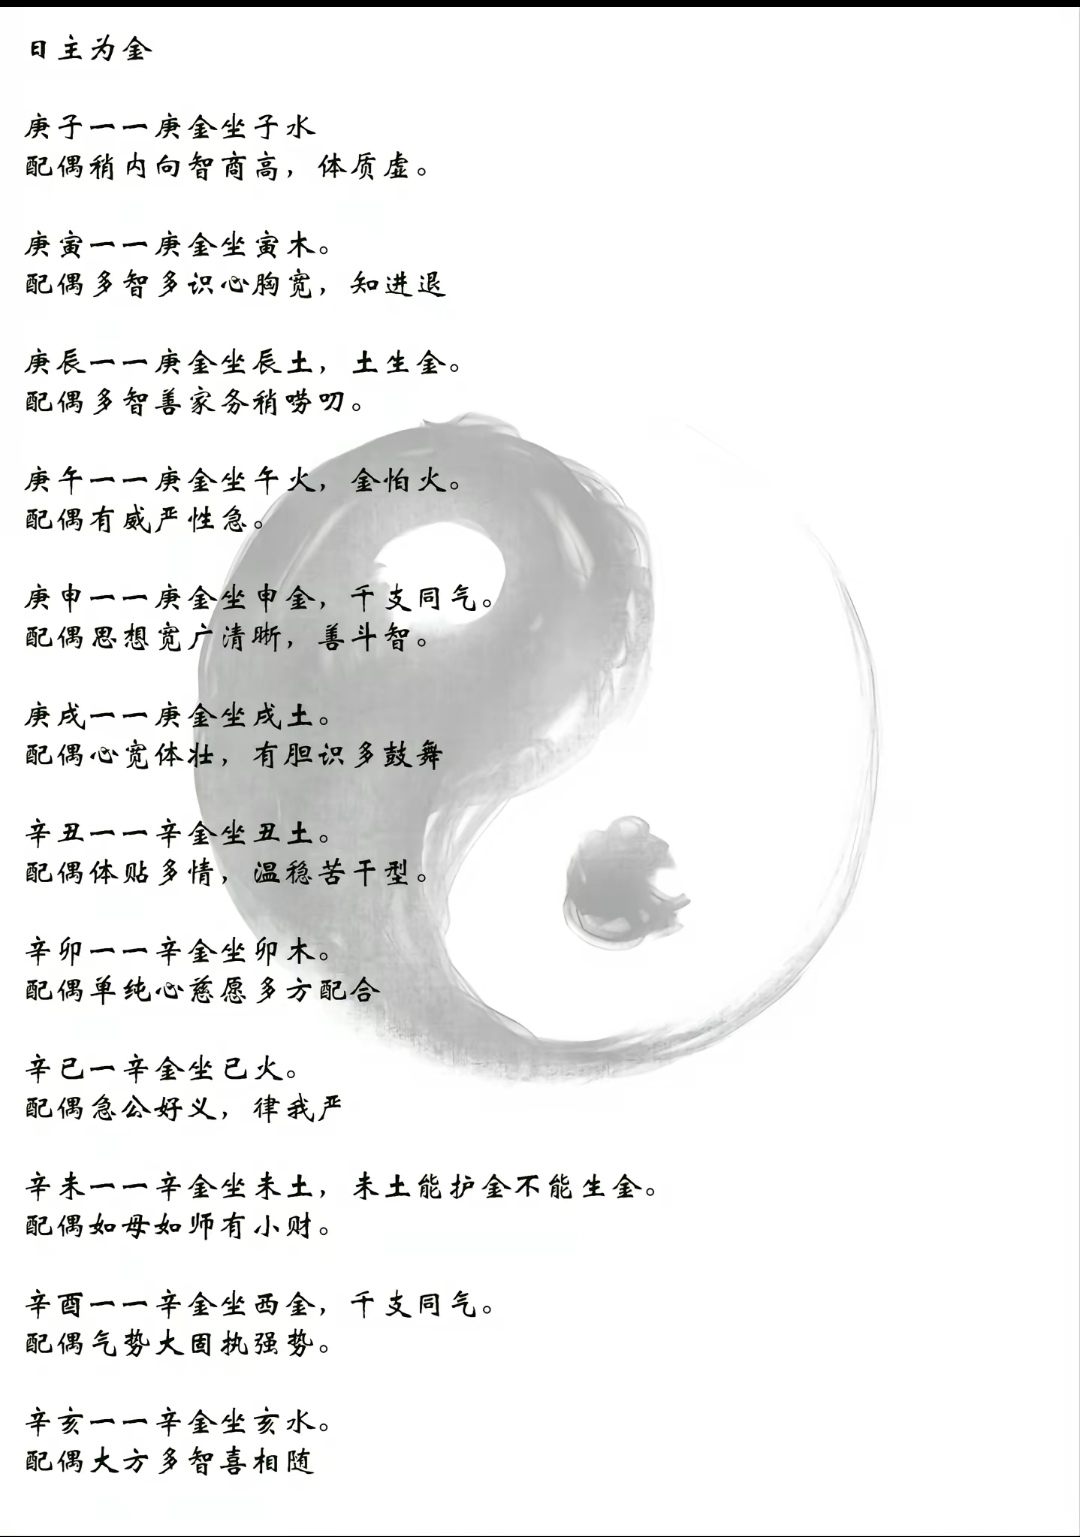 日主为金
庚子一一庚金坐子水
配偶稍内向智商高，体质虚。
庚寅一一庚金坐寅木。
配偶多智多识心胸宽，知进退
庚辰一一庚金坐辰土，土生金。
配偶多智善家务稍唠叨。
庚午一一庚金坐午火，金怕火。
配偶有威严性急。
庚申一一庚金坐申金，干支同气。
配偶思想宽广清晰，善斗智。
庚戌一一庚金坐戌土。
配偶心宽体壮，有胆识多鼓舞
辛丑一一辛金坐丑土。
配偶体贴多情，温稳苦干型。
辛卯一一辛金坐卯木。
配偶单纯心慈愿多方配合
辛已一辛金坐已火。
配偶急公好义，律我严
辛未一一辛金坐未土，未土能护金不能生金。
配偶如母如师有小财。
辛酉一一辛金坐西金，干支同气。
配偶气势大固执强势。
辛亥一一辛金坐亥水。
配偶大方多智喜相随